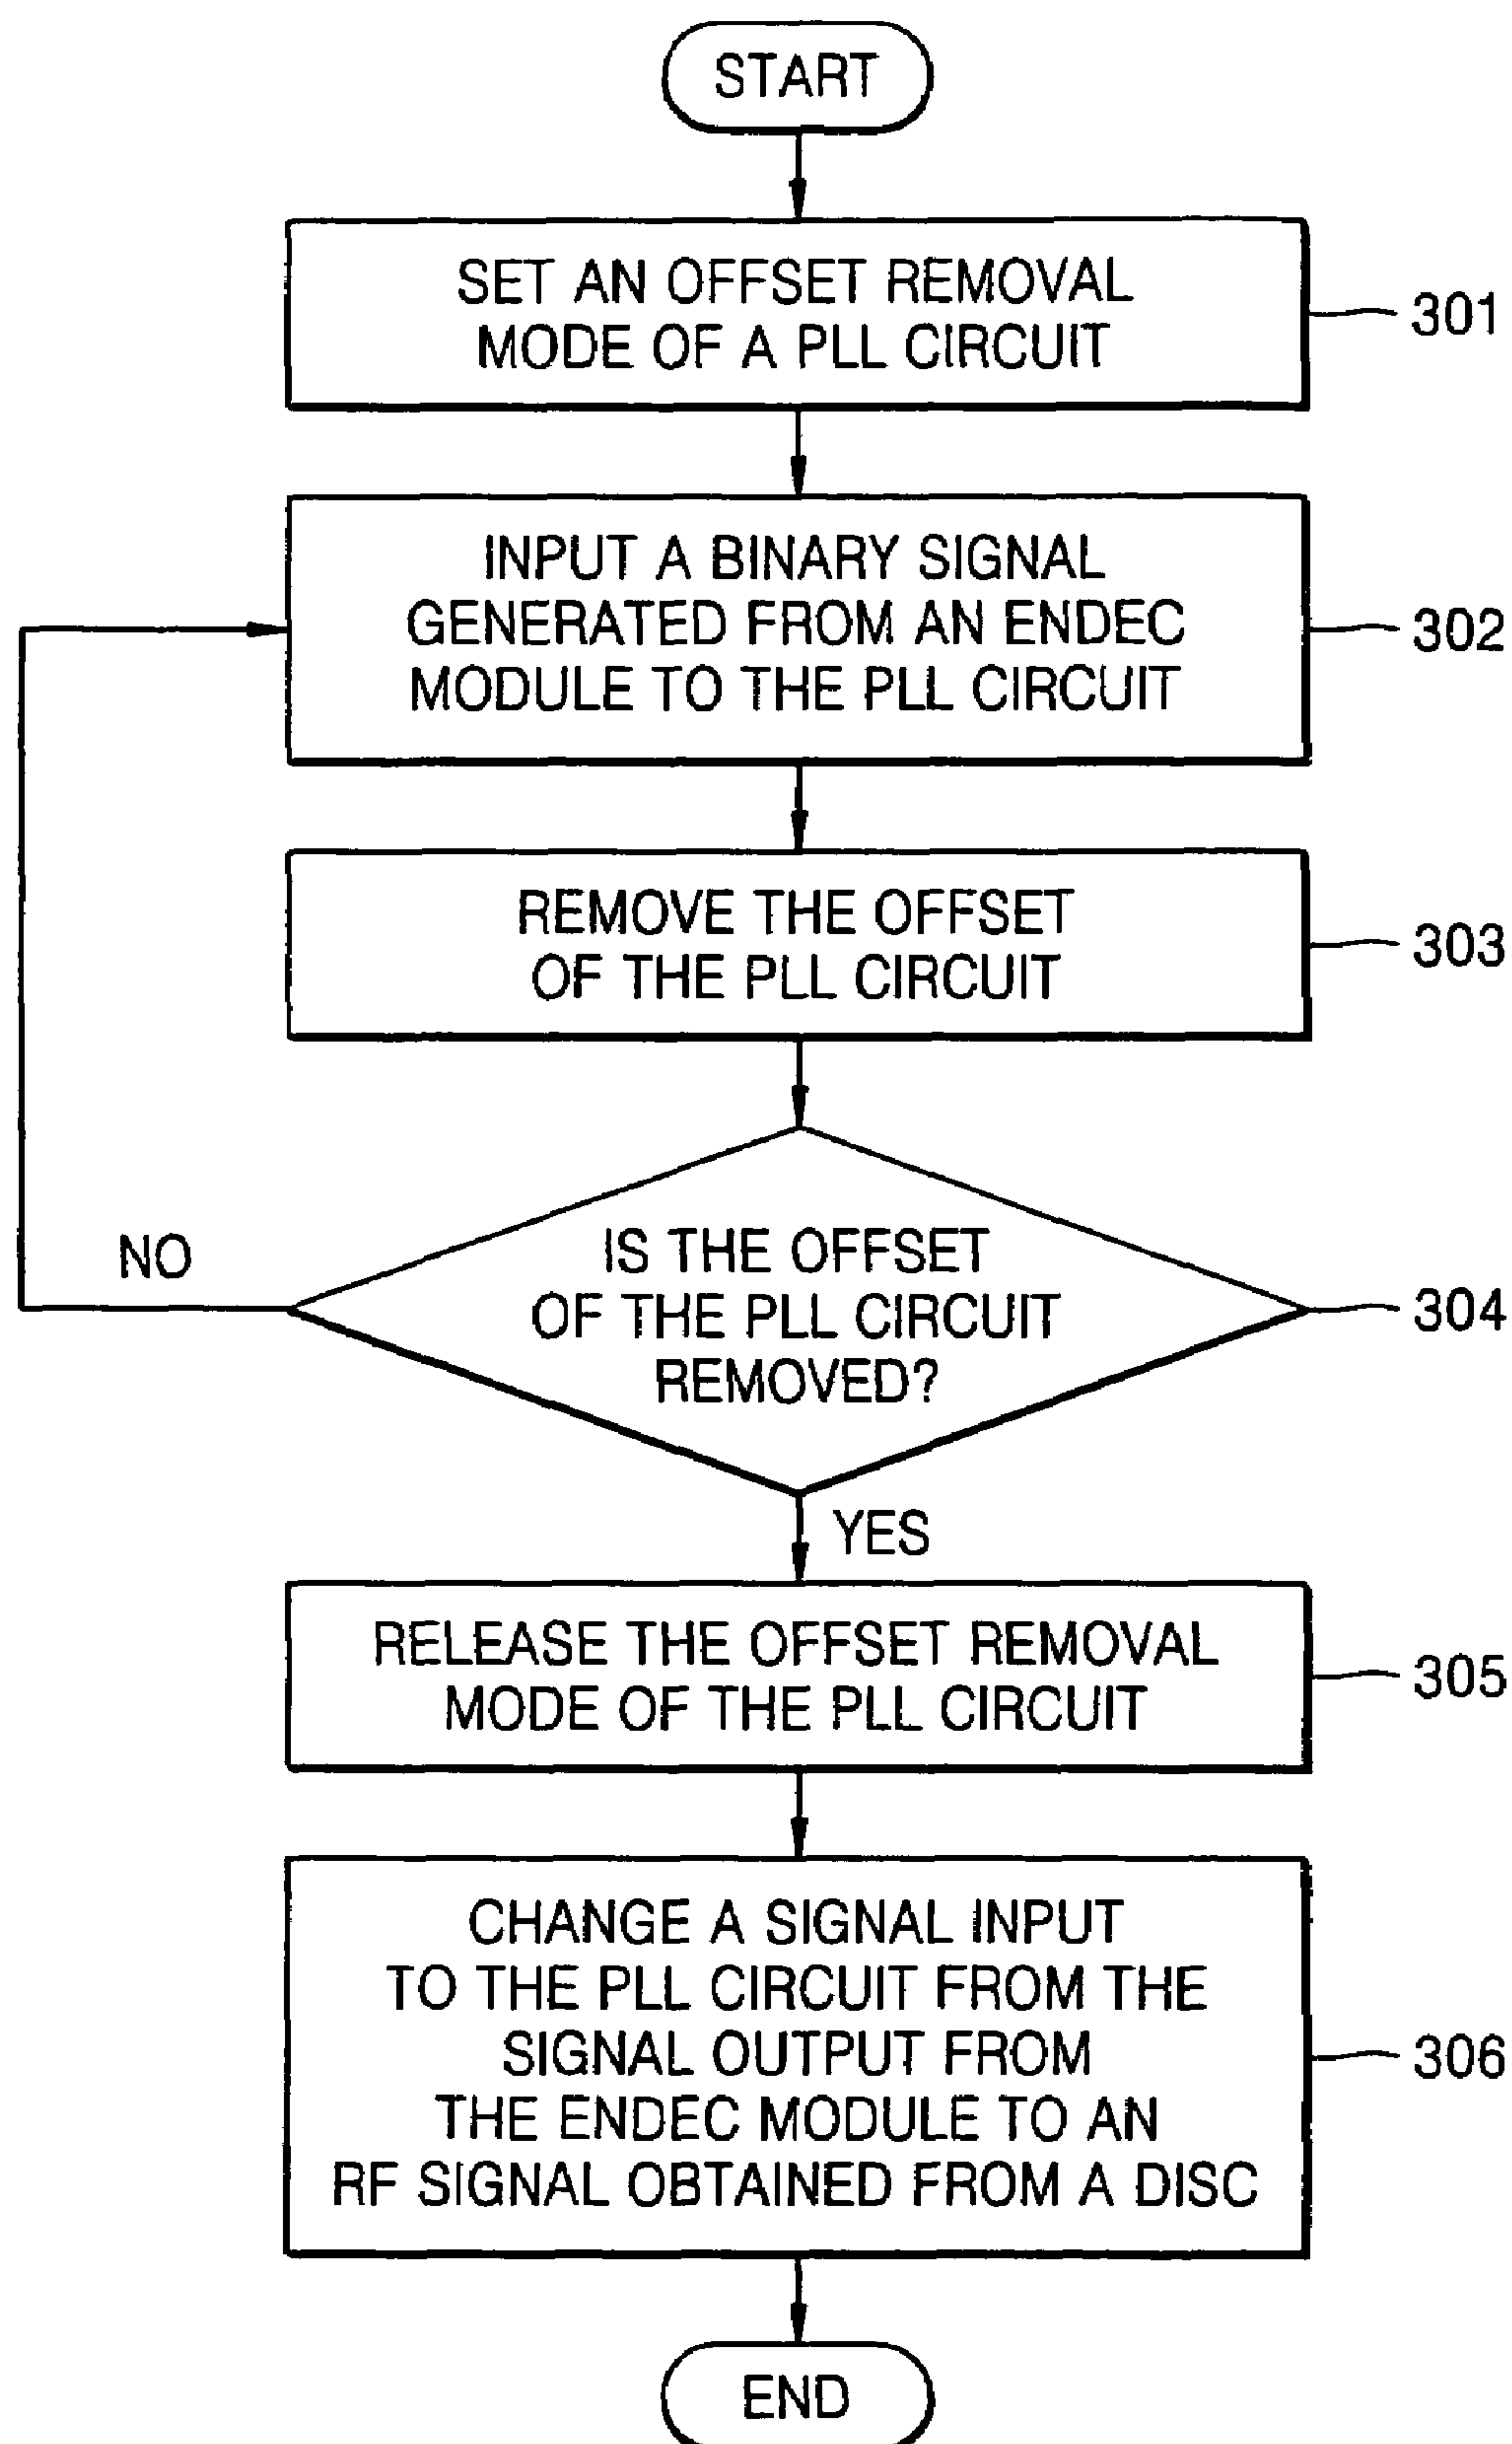 START
SET AN OFFSET REMOVAL
MODE OF A PLL CIRCUIT
301
INPUT A BINARY SIGNAL
GENERATED FROM AN ENDEC
MODULE TO THE PLL CIRCUIT
302
REMOVE THE OFFSET
OF THE PLL CIRCUIT
303
NO
IS THE OFFSET
OF THE PLL CIRCUIT
REMOVED?
304
YES
RELEASE THE OFFSET REMOVAL
MODE OF THE PLL CIRCUIT
305
CHANGE A SIGNAL INPUT
TO THE PLL CIRCUIT FROM THE
SIGNAL OUTPUT FROM
THE ENDEC MODULE TO AN
RF SIGNAL OBTAINED FROM A DISC
306
END